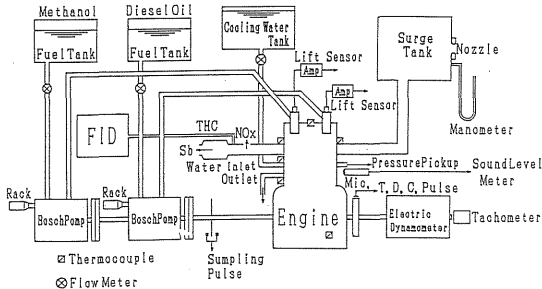 Methanol
Diesel Oil
Cooling Water
Tank
Surge
Tank
Nozzle
Fuel Tank
Fuel Tank
Lift Sensor
Amp
Amp
Lift Sensor
Manometer
FID
THC
NOx
Sb
Water Inlet
Outlet
Pressure Pickup
Sound Level
Meter
Mic.
T, D, C, Pulse
Rack
Rack
Bosch Pomp
Bosch Pomp
Engine
Electric
Dynamometer
Tachometer
Thermocouple
Sumpling
Pulse
Flow Meter